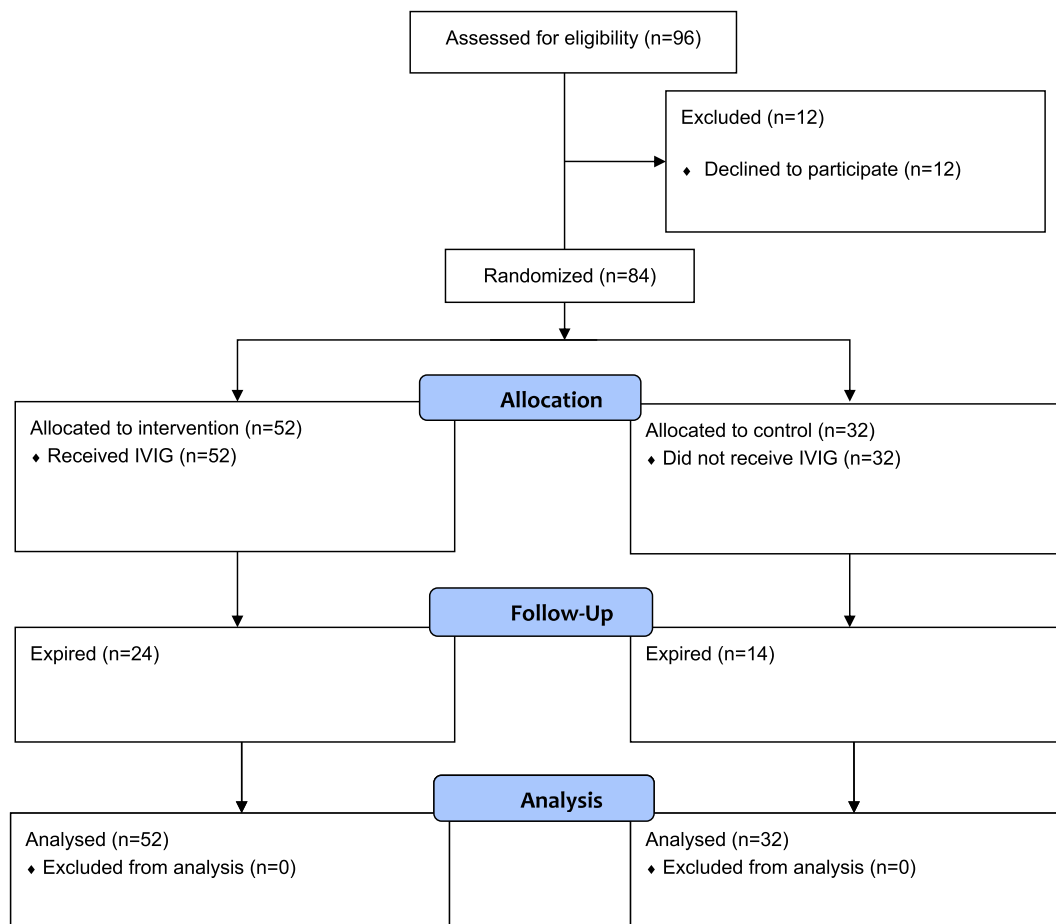 Assessed for eligibility (n=96)
Excluded (n=12)
♦ Declined to participate (n=12)
Randomized (n=84)
Allocation
Allocated to intervention (n=52)
♦ Received IVIG (n=52)
Allocated to control (n=32)
♦ Did not receive IVIG (n=32)
Follow-Up
Expired (n=24)
Expired (n=14)
Analysis
Analysed (n=52)
♦ Excluded from analysis (n=0)
Analysed (n=32)
♦ Excluded from analysis (n=0)